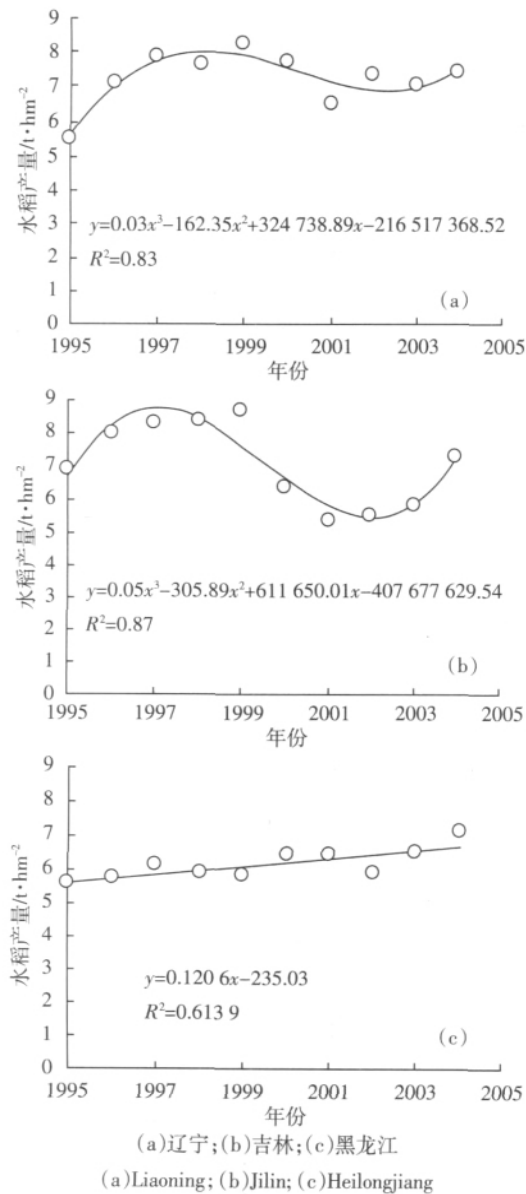 9
8
7
6
5
4
3
2
1
0
水稻产量/t·hm⁻²
y=0.03x³−162.35x²+324 738.89x−216 517 368.52
R²=0.83
(a)
1995 1997 1999 2001 2003 2005
年份
9
8
7
6
5
4
3
2
1
0
水稻产量/t·hm⁻²
y=0.05x³−305.89x²+611 650.01x−407 677 629.54
R²=0.87
(b)
1995 1997 1999 2001 2003 2005
年份
9
8
7
6
5
4
3
2
1
0
水稻产量/t·hm⁻²
y=0.120 6x−235.03
R²=0.613 9
(c)
1995 1997 1999 2001 2003 2005
年份
(a)辽宁;(b)吉林;(c)黑龙江
(a)Liaoning; (b)Jilin; (c)Heilongjiang